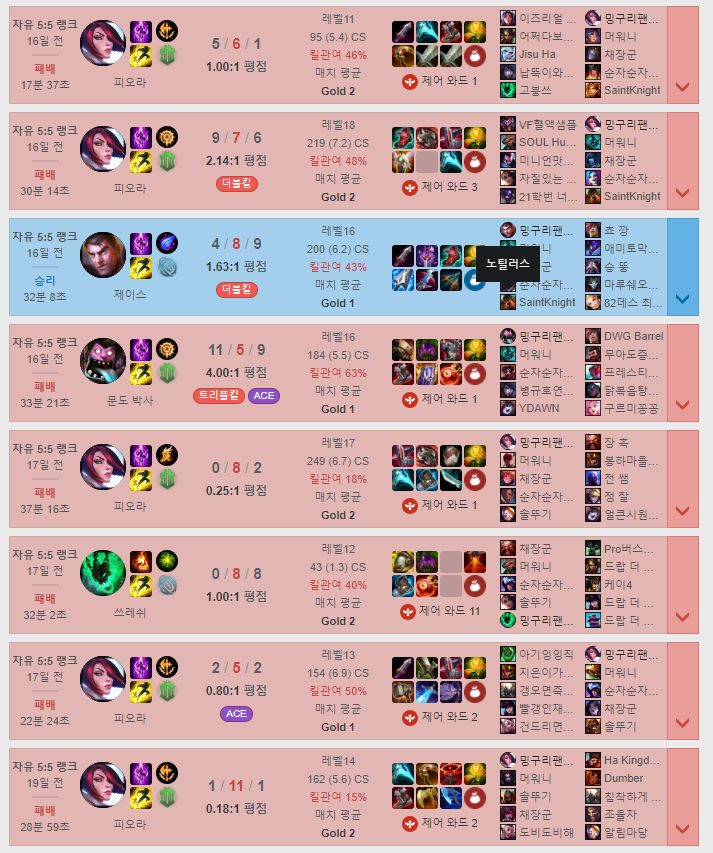 자유 5:5 랭크
16일 전
패배
17분 37초
피오라
5 / 6 / 1
1.00:1 평점
레벨11
95 (5.4) CS
킬관여 46%
매치 평균
Gold 2
제어 와드 1
이즈리얼 ...
어쩌다보...
Jisu Ha
납뚝이와...
고붕쓰
밍구리팬...
머워니
채장군
순자순자...
SaintKnight
자유 5:5 랭크
16일 전
패배
30분 14초
피오라
9 / 7 / 6
2.14:1 평점
더블킬
레벨18
219 (7.2) CS
킬관여 48%
매치 평균
Gold 2
제어 와드 3
VF혈액샘플
SOUL Hu...
미니언맛...
자질있는 ...
21학번 너...
밍구리팬...
머워니
채장군
순자순자...
SaintKnight
자유 5:5 랭크
16일 전
승리
32분 8초
제이스
4 / 8 / 9
1.63:1 평점
더블킬
레벨16
200 (6.2) CS
킬관여 43%
매치 평균
Gold 1
제어 와드
노틸러스
밍구리팬...
군
순자순자...
SaintKnight
쵸 깡
애미토막...
승 뚱
마루쉐오...
82데스 최...
자유 5:5 랭크
16일 전
패배
33분 21초
문도 박사
11 / 5 / 9
4.00:1 평점
트리플킬
ACE
레벨16
184 (5.5) CS
킬관여 63%
매치 평균
Gold 1
제어 와드 1
밍구리팬...
머워니
순자순자...
병규호연...
YDAWN
DWG Barrel
무아도증...
프레스티...
닭볶음탕...
구르미꽁꽁
자유 5:5 랭크
17일 전
패배
37분 16초
피오라
0 / 8 / 2
0.25:1 평점
레벨17
249 (6.7) CS
킬관여 18%
매치 평균
Gold 2
제어 와드 1
밍구리팬...
머워니
채장군
순자순자...
솔뚜기
장 혹
봉하마을...
전 쌤
정 잘
얼큰시원...
자유 5:5 랭크
17일 전
패배
32분 2초
쓰레쉬
0 / 8 / 8
1.00:1 평점
레벨12
43 (1.3) CS
킬관여 40%
매치 평균
Gold 2
제어 와드 11
채장군
머워니
순자순자...
솔뚜기
밍구리팬...
Pro버스...
드랍 더 ...
케이4
드랍 더 ...
드랍 더 ...
자유 5:5 랭크
17일 전
패배
22분 24초
피오라
2 / 5 / 2
0.80:1 평점
ACE
레벨13
154 (6.9) CS
킬관여 50%
매치 평균
Gold 1
제어 와드 2
아기잉잉직
지은이가...
갱오면죽...
빨갱인재...
건드리면...
밍구리팬...
머워니
순자순자...
채장군
솔뚜기
자유 5:5 랭크
19일 전
패배
28분 59초
피오라
1 / 11 / 1
0.18:1 평점
레벨14
162 (5.6) CS
킬관여 15%
매치 평균
Gold 2
제어 와드 2
밍구리팬...
머워니
솔뚜기
채장군
도비도비해
Ha Kingd...
Dumber
침착하게 ...
조율자
알림마당